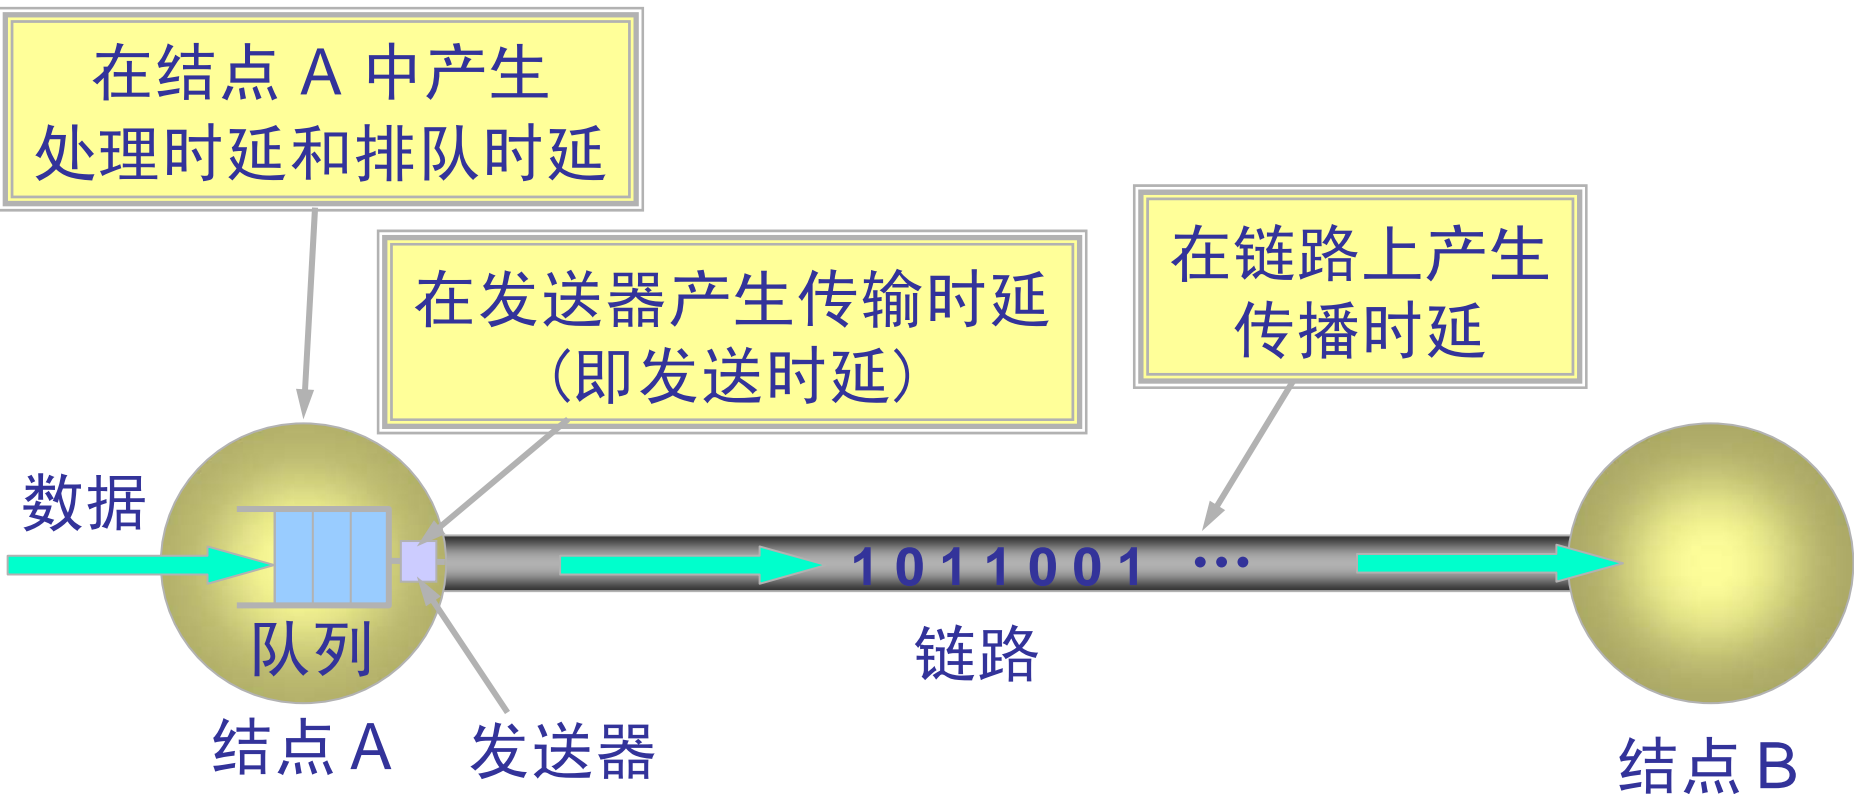 在结点 A 中产生
处理时延和排队时延
在发送器产生传输时延
(即发送时延)
在链路上产生
传播时延
数据
1 0 1 1 0 0 1 …
队列
链路
结点 A
发送器
结点 B